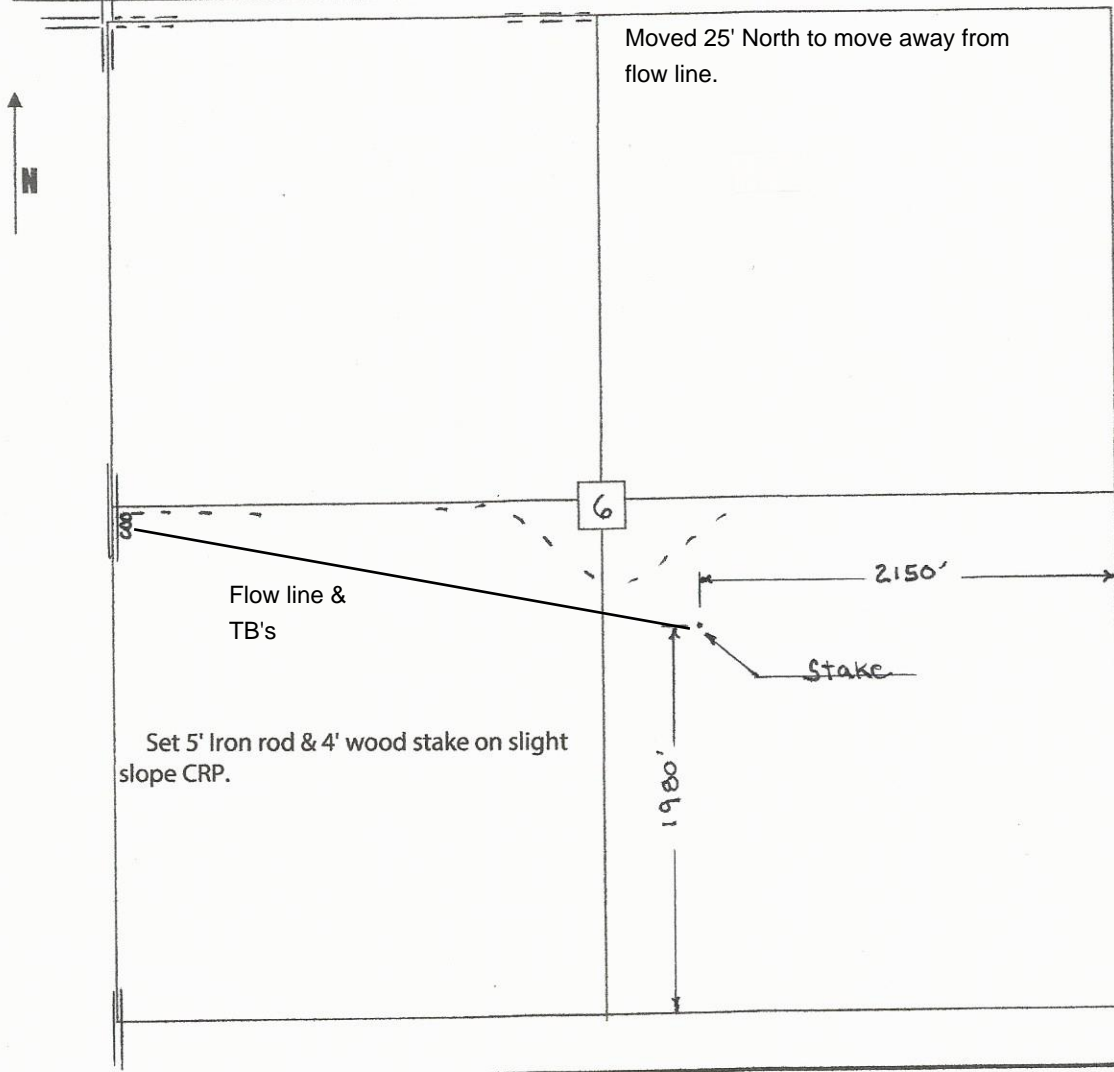 Moved 25' North to move away from
flow line.
N
6
2150'
Flow line &
TB's
Stake
Set 5' Iron rod & 4' wood stake on slight
slope CRP.
1980'